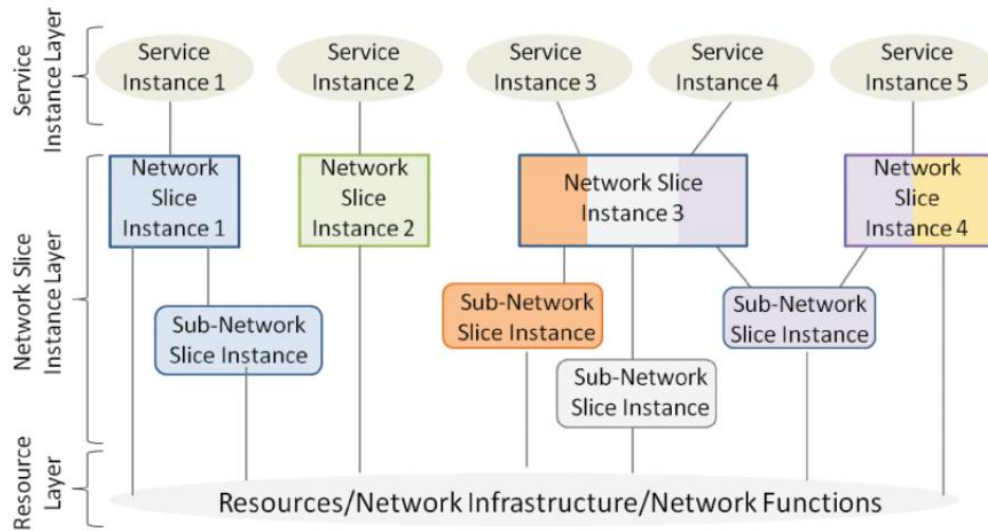 Service
Instance Layer
Service
Instance 1
Service
Instance 2
Service
Instance 3
Service
Instance 4
Service
Instance 5
Network Slice
Instance Layer
Network
Slice
Instance 1
Network
Slice
Instance 2
Network Slice
Instance 3
Network
Slice
Instance 4
Sub-Network
Slice Instance
Sub-Network
Slice Instance
Sub-Network
Slice Instance
Sub-Network
Slice Instance
Resource
Layer
Resources/Network Infrastructure/Network Functions